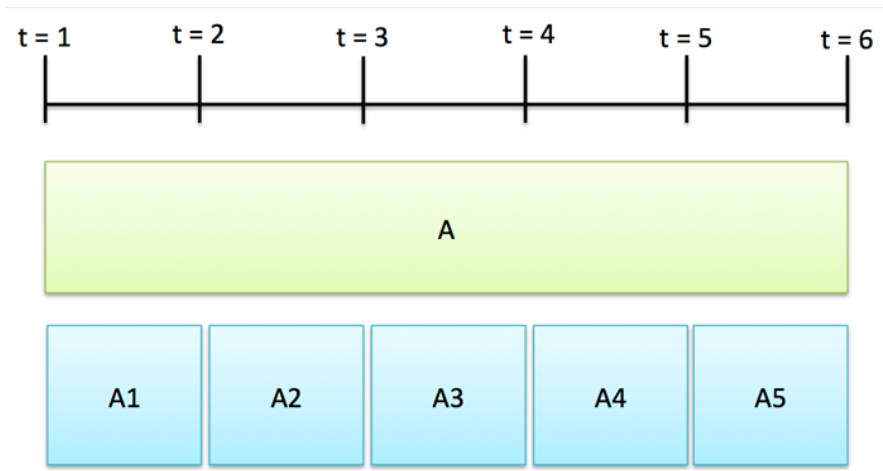 t = 1 t = 2 t = 3 t = 4 t = 5 t = 6
A
A1 A2 A3 A4 A5